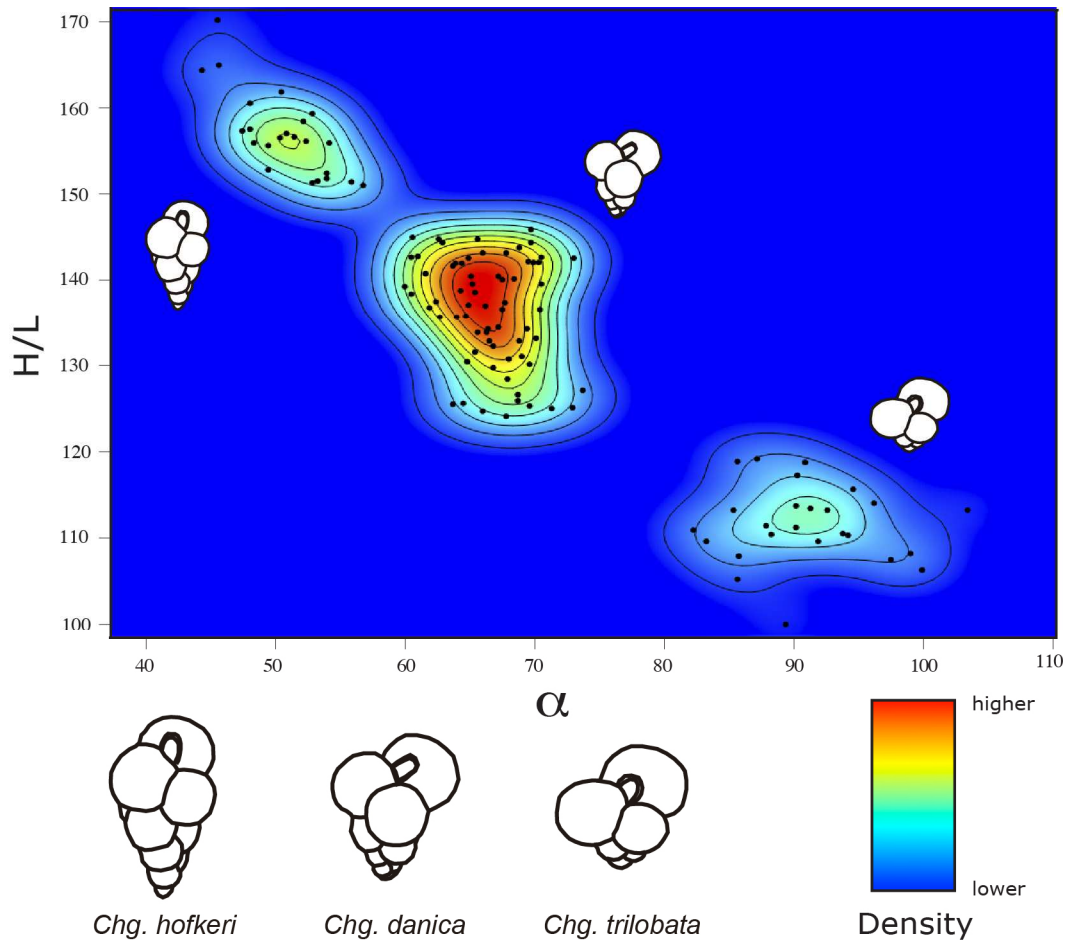 170
160
150
140
130
120
110
100
H/L
40 50 60 70 80 90 100 110
α
higher
lower
Density
Chg. hofkeri Chg. danica Chg. trilobata